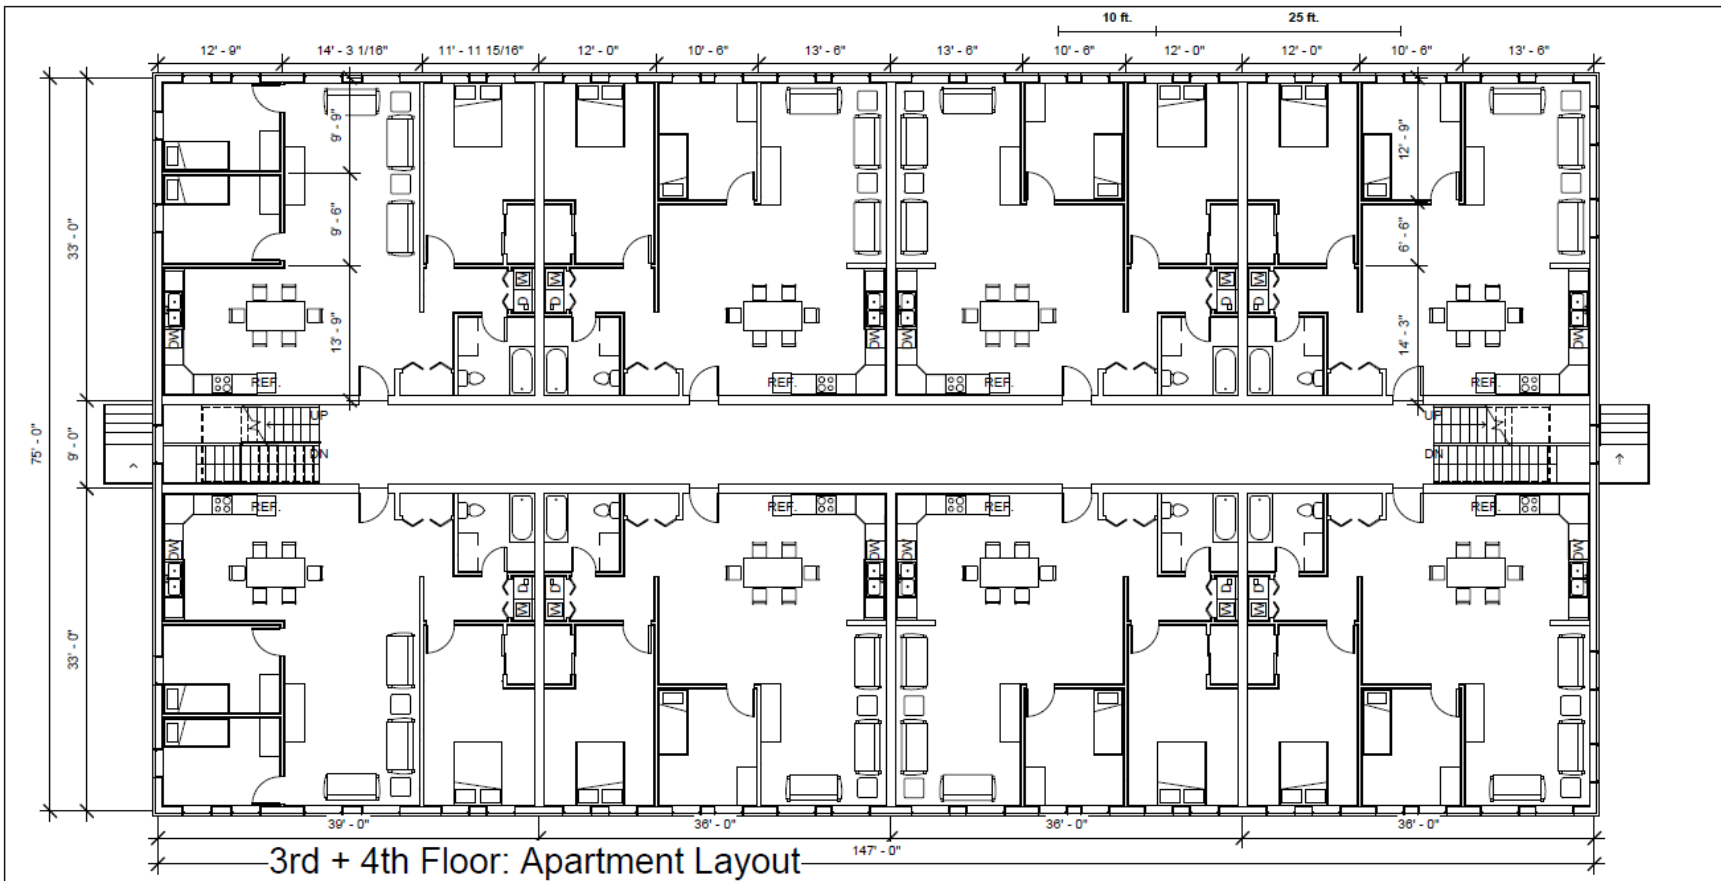 10 ft. 25 ft.
12' - 9" 14' - 3 1/16" 11' - 11 15/16" 12' - 0" 10' - 6" 13' - 6" 13' - 6" 10' - 6" 12' - 0" 12' - 0" 10' - 6" 13' - 6"
9' - 9" 12' - 9"
33' - 0" 9' - 6" 6' - 6"
W W W W
D D D D
13' - 9" DW DW DW 14' - 3" DW
REF. REF. REF. REF.
UP UP
75' - 0" 9' - 0"
DN DN
REF. REF. REF. REF.
DW DW DW DW
D D D D
W W W W
33' - 0"
39' - 0" 36' - 0" 36' - 0" 36' - 0"
147' - 0"
3rd + 4th Floor: Apartment Layout